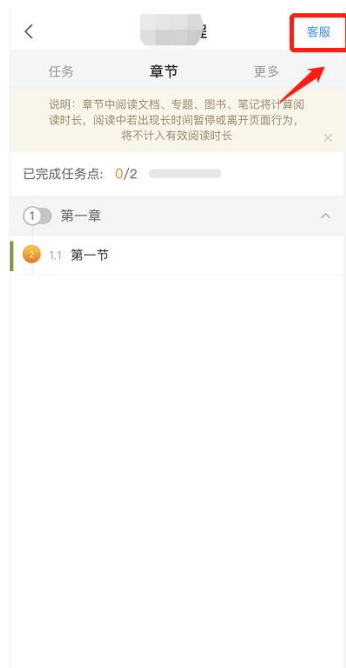 客服
任务 章节 更多
说明：章节中阅读文档、专题、图书、笔记将计算阅
读时长，阅读中若出现长时间暂停或离开页面行为，
将不计入有效阅读时长
已完成任务点: 0/2
1 第一章
2 1.1 第一节